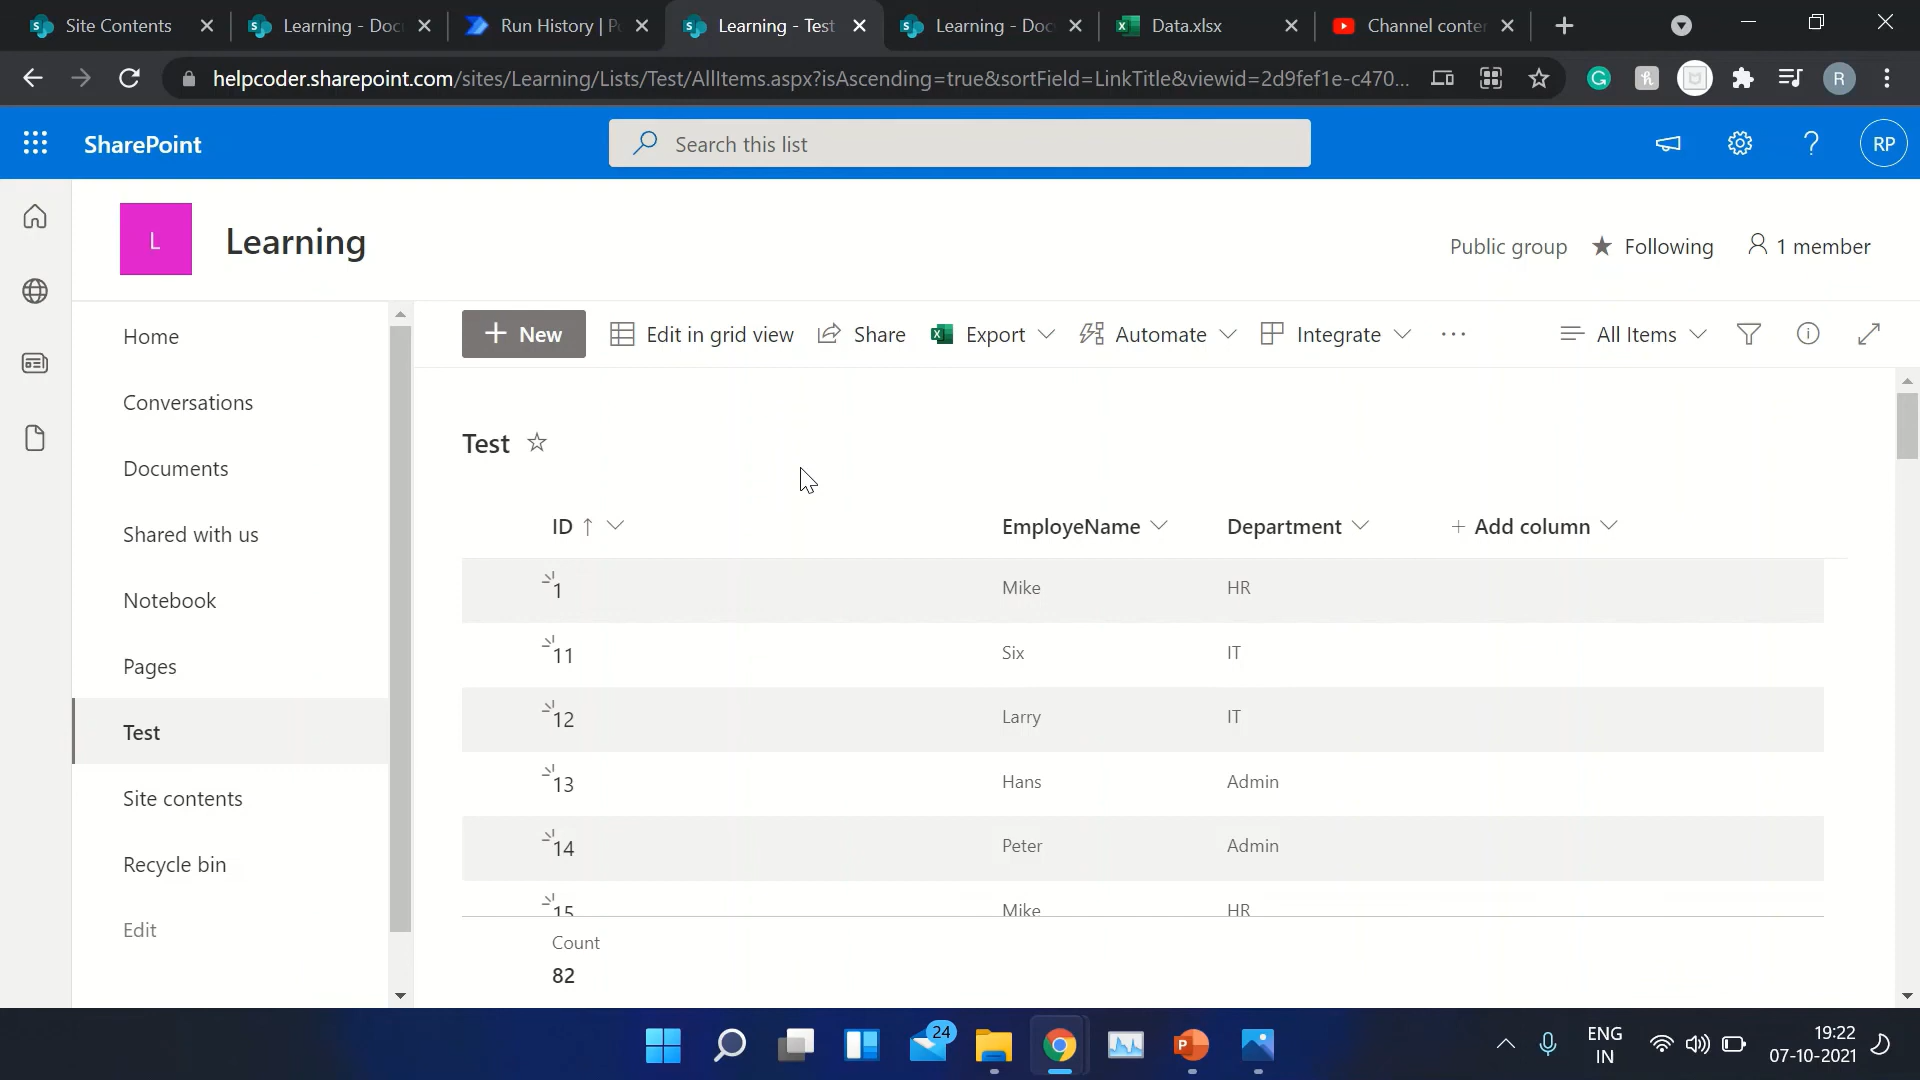 Site Contents
Learning - Doc
Run History | P
Learning - Test
Learning - Doc
Data.xlsx
Channel conte
helpcoder.sharepoint.com/sites/Learning/Lists/Test/AllItems.aspx?isAscending=true&sortField=LinkTitle&viewid=2d9fef1e-c470...
R
SharePoint
Search this list
RP
L
Learning
Public group
Following
1 member
Home
Conversations
Documents
Shared with us
Notebook
Pages
Test
Site contents
Recycle bin
Edit
New
Edit in grid view
Share
Export
Automate
Integrate
All Items
Test
ID
EmployeName
Department
Add column
1 Mike HR
11 Six IT
12 Larry IT
13 Hans Admin
14 Peter Admin
15 Mike HR
Count
82
24
ENG
IN
19:22
07-10-2021